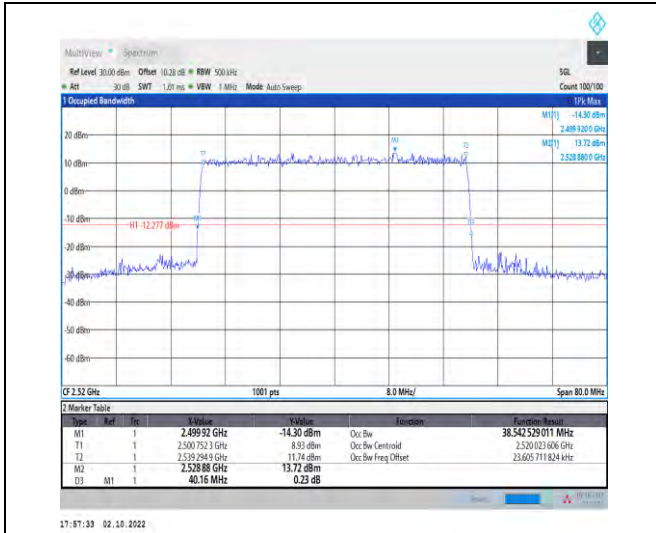 MultiView Spectrum
Ref Level 30.00 dBm Offset 10.28 dB RBW 500 kHz SGL
Att 30 dB SWT 1.01 ms VBW 1 MHz Mode Auto Sweep Count 100/100
1 Occupied Bandwidth 1Pk Max
M1[1] -14.30 dBm
2.499 920 0 GHz
20 dBm M2[1] 13.72 dBm
2.528 880 0 GHz
M2
T1 T2
10 dBm
0 dBm
-10 dBm
H1 -12.277 dBm
-20 dBm
-30 dBm
-40 dBm
-50 dBm
-60 dBm
CF 2.52 GHz 1001 pts 8.0 MHz/ Span 80.0 MHz
2 Marker Table
Type Ref Trc X-Value Y-Value Function Function Result
M1 1 2.499 92 GHz -14.30 dBm Occ Bw 38.542 529 011 MHz
T1 1 2.500 752 3 GHz 8.93 dBm Occ Bw Centroid 2.520 023 606 GHz
T2 1 2.539 294 9 GHz 11.74 dBm Occ Bw Freq Offset 23.605 711 824 kHz
M2 1 2.528 88 GHz 13.72 dBm
D3 M1 1 40.16 MHz 0.23 dB
17:57:33 02.10.2022